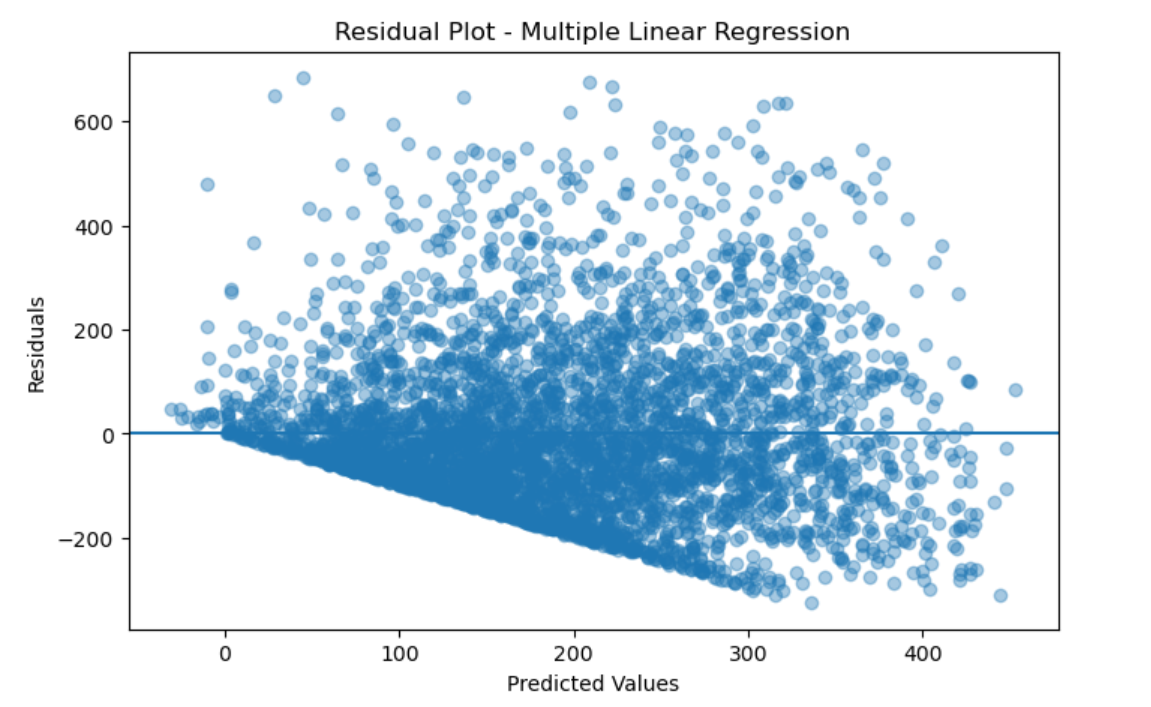 Residual Plot - Multiple Linear Regression
600
400
200
0
−200
Residuals
0 100 200 300 400
Predicted Values